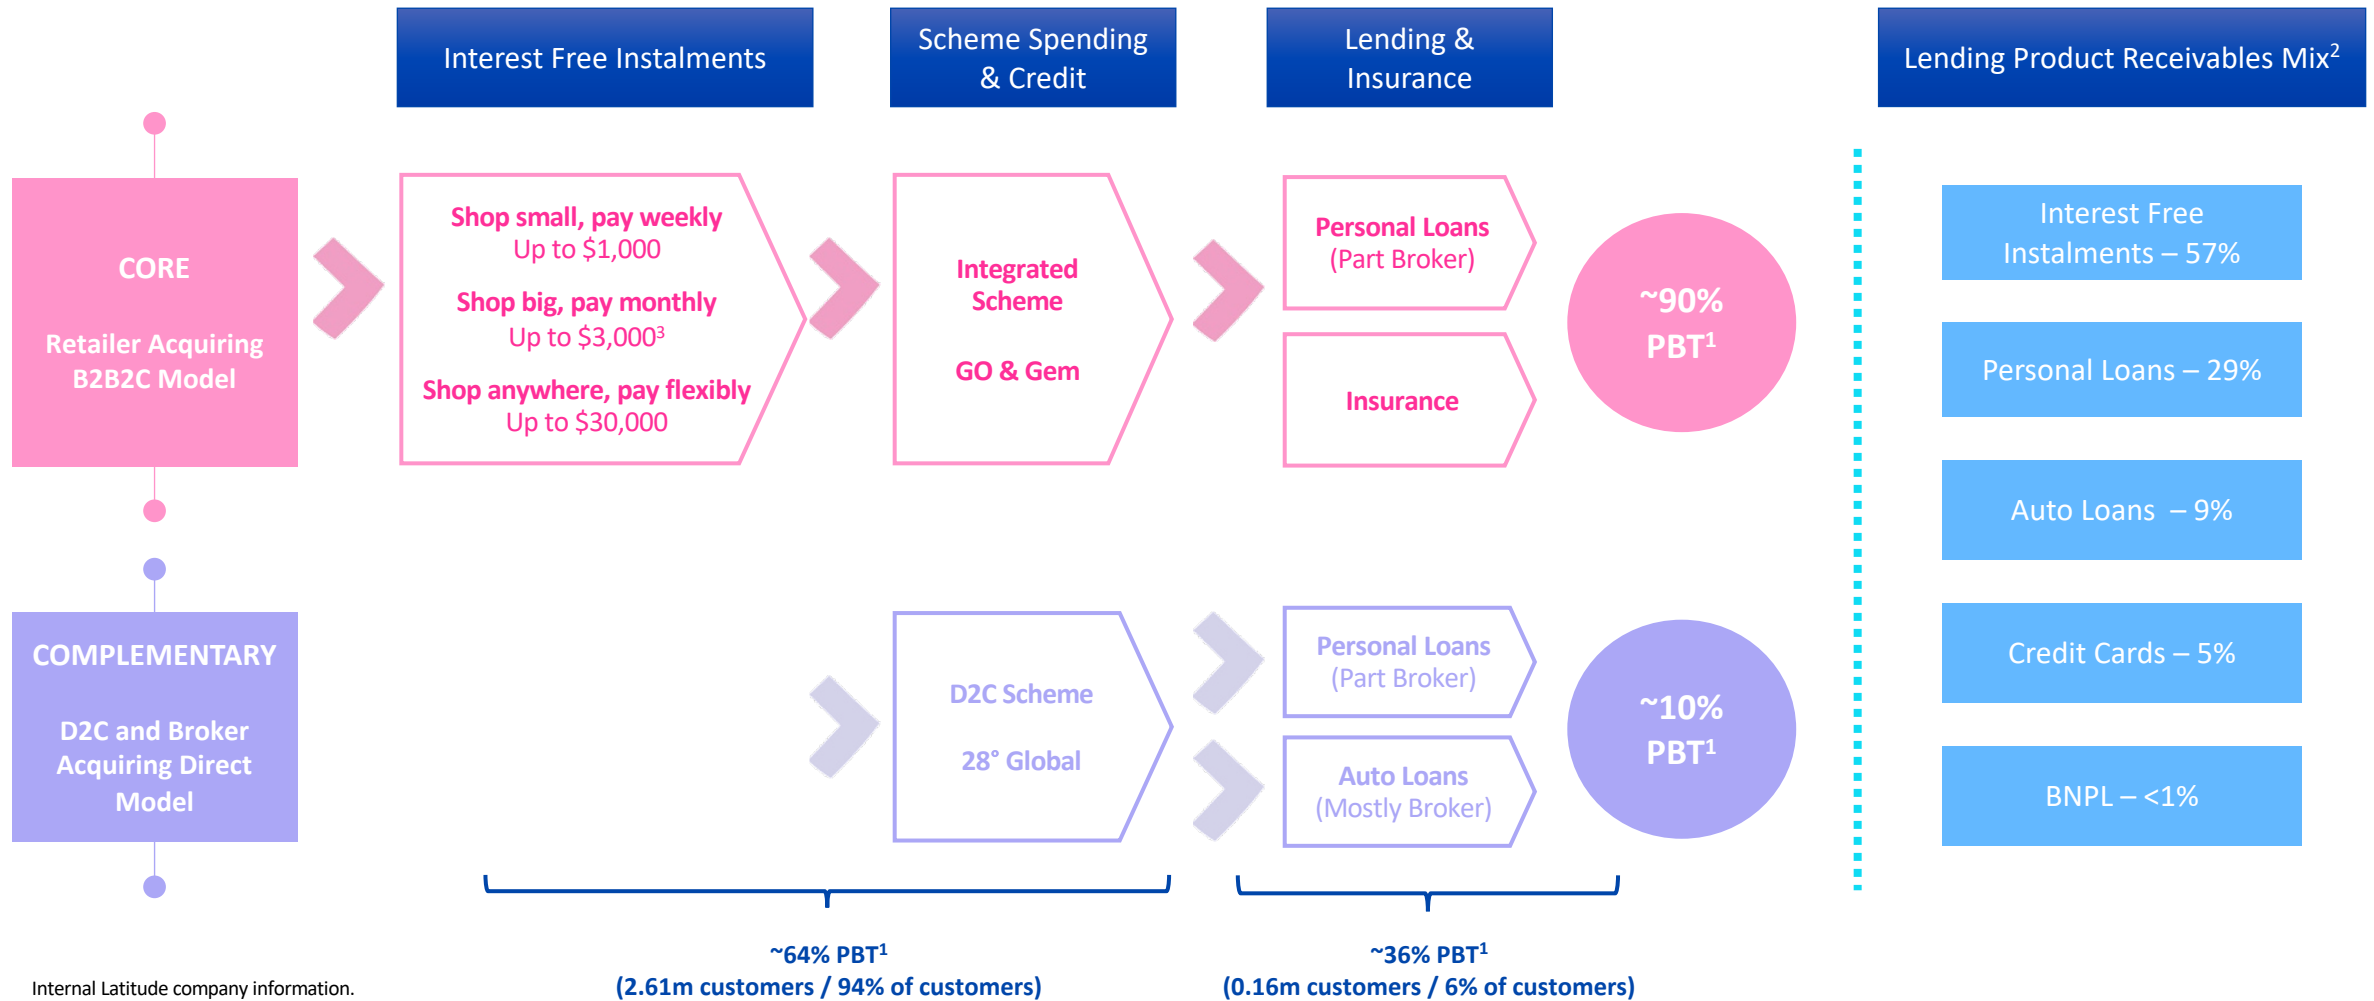 Interest Free Instalments
Scheme Spending
& Credit
Lending &
Insurance
Lending Product Receivables Mix²
CORE
Retailer Acquiring
B2B2C Model
Shop small, pay weekly
Up to $1,000
Shop big, pay monthly
Up to $3,000³
Shop anywhere, pay flexibly
Up to $30,000
Integrated
Scheme
GO & Gem
Personal Loans
(Part Broker)
Insurance
~90%
PBT¹
COMPLEMENTARY
D2C and Broker
Acquiring Direct
Model
D2C Scheme
28° Global
Personal Loans
(Part Broker)
Auto Loans
(Mostly Broker)
~10%
PBT¹
Interest Free
Instalments – 57%
Personal Loans – 29%
Auto Loans – 9%
Credit Cards – 5%
BNPL – <1%
~64% PBT¹
(2.61m customers / 94% of customers)
~36% PBT¹
(0.16m customers / 6% of customers)
Internal Latitude company information.